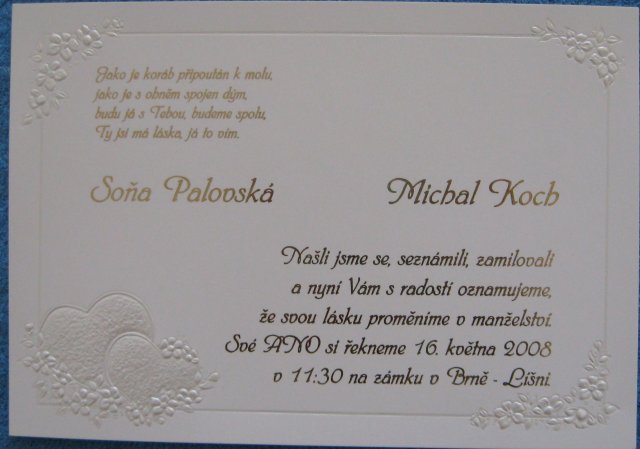 Jako je koráb připoután k molu,
jako je s ohněm spojen dým,
budu já s Tebou, budeme spolu,
Ty jsi má láska, já to vím.
Soňa Palovská
Michal Koch
Našli jsme se, seznámili, zamilovali
a nyní Vám s radostí oznamujeme,
že svou lásku proměníme v manželství.
Své ANO si řekneme 16. května 2008
v 11:30 na zámku v Brně - Líšni.